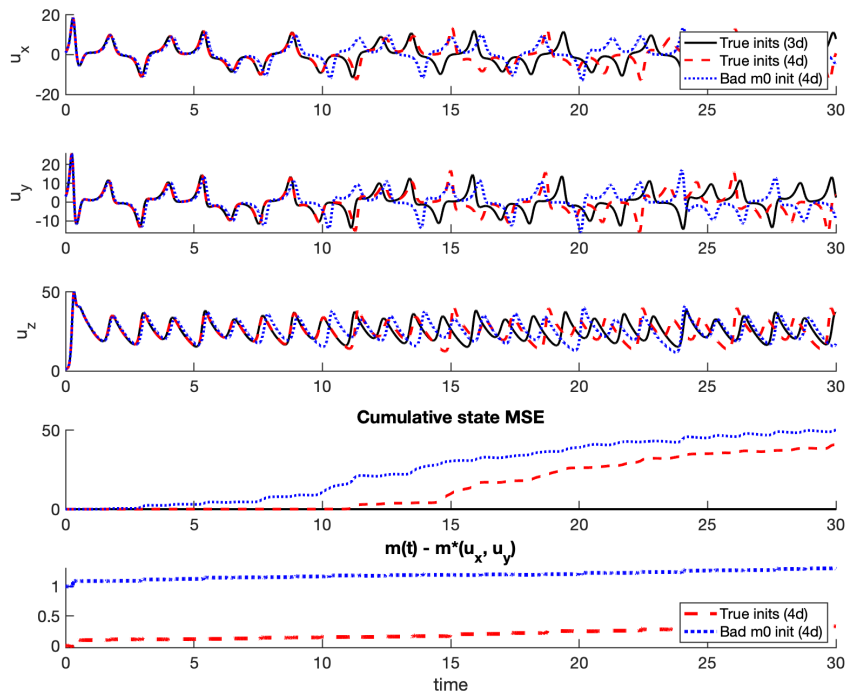 20
u_x
0
-20
0 5 10 15 20 25 30
True inits (3d)
True inits (4d)
Bad m0 init (4d)
20
10
u_y
0
-10
0 5 10 15 20 25 30
50
u_z
0
0 5 10 15 20 25 30
Cumulative state MSE
50
0
0 5 10 15 20 25 30
m(t) - m*(u_x, u_y)
1
0.5
0
0 5 10 15 20 25 30
True inits (4d)
Bad m0 init (4d)
time